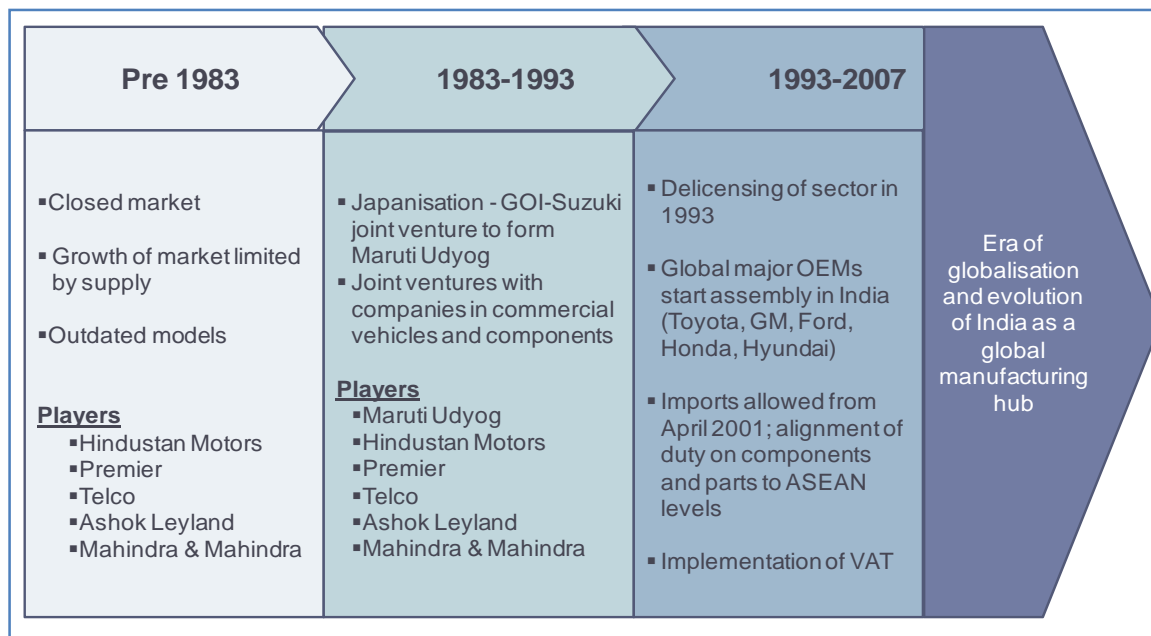 Pre 1983
▪Closed market
▪ Growth of market limited
by supply
▪Outdated models
Players
▪Hindustan Motors
▪Premier
▪Telco
▪Ashok Leyland
▪Mahindra & Mahindra
1983-1993
▪ Japanisation - GOI-Suzuki
joint venture to form
Maruti Udyog
▪ Joint ventures with
companies in commercial
vehicles and components
Players
▪Maruti Udyog
▪Hindustan Motors
▪Premier
▪Telco
▪Ashok Leyland
▪Mahindra & Mahindra
1993-2007
▪ Delicensing of sector in
1993
▪ Global major OEMs
start assembly in India
(Toyota, GM, Ford,
Honda, Hyundai)
▪ Imports allowed from
April 2001; alignment of
duty on components
and parts to ASEAN
levels
▪ Implementation of VAT
Era of
globalisation
and evolution
of India as a
global
manufacturing
hub